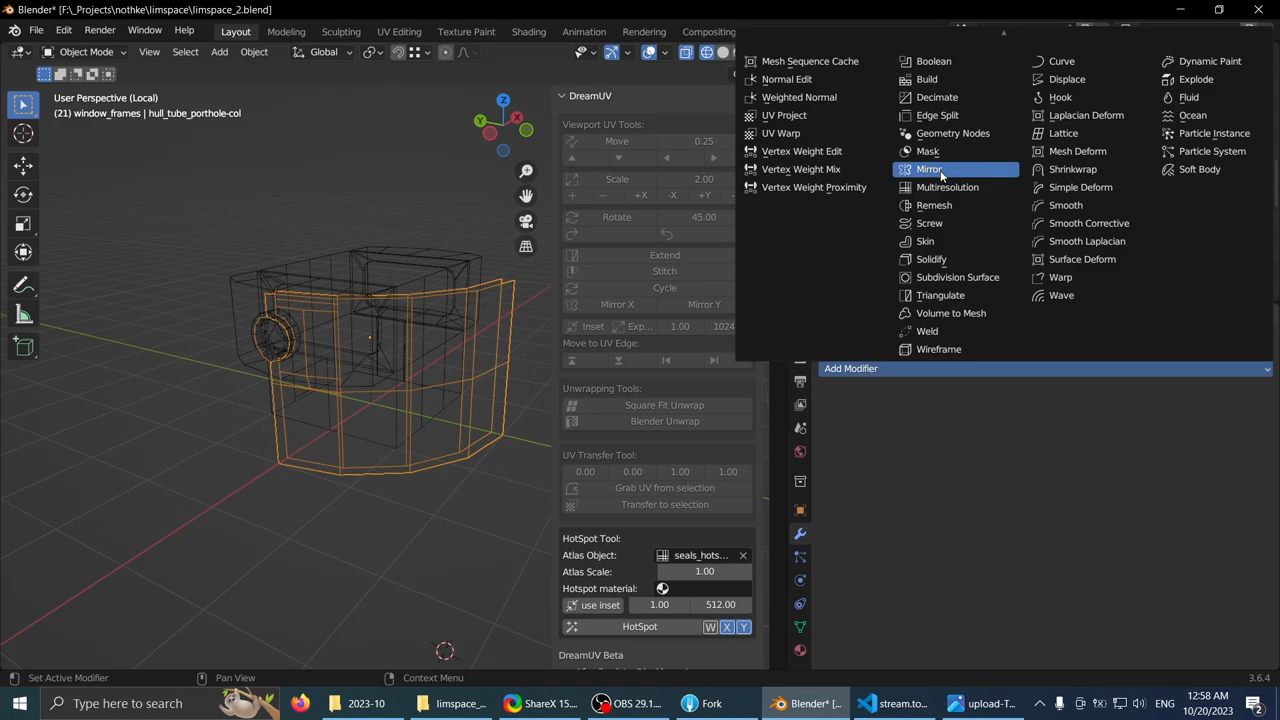 Blender* [F:\_Projects\nothke\limspace\limspace_2.blend]
File Edit Render Window Help Layout Modeling Sculpting UV Editing Texture Paint Shading Animation Rendering Compositing
Object Mode View Select Add Object Global
User Perspective (Local)
(21) window_frames | hull_tube_porthole-col
Z
Y
X
DreamUV
Viewport UV Tools:
Move 0.25
Scale 2.00
+X -X
Rotate 45.00
Extend
Stitch
Cycle
Mirror X Mirror Y
Inset Exp... 1.00 1024
Move to UV Edge:
Unwrapping Tools:
Square Fit Unwrap
Blender Unwrap
UV Transfer Tool:
0.00 0.00 1.00 1.00
Grab UV from selection
Transfer to selection
HotSpot Tool:
Atlas Object: seals_hots...
Atlas Scale: 1.00
Hotspot material:
use inset 1.00 512.00
HotSpot W X Y
DreamUV Beta
Mesh Sequence Cache
Normal Edit
Weighted Normal
UV Project
UV Warp
Vertex Weight Edit
Vertex Weight Mix
Vertex Weight Proximity
Boolean
Build
Decimate
Edge Split
Geometry Nodes
Mask
Mirror
Multiresolution
Remesh
Screw
Skin
Solidify
Subdivision Surface
Triangulate
Volume to Mesh
Weld
Wireframe
Curve
Displace
Hook
Laplacian Deform
Lattice
Mesh Deform
Shrinkwrap
Simple Deform
Smooth
Smooth Corrective
Smooth Laplacian
Surface Deform
Warp
Wave
Dynamic Paint
Explode
Fluid
Ocean
Particle Instance
Particle System
Soft Body
Add Modifier
Set Active Modifier Pan View Context Menu 3.6.4
Type here to search 2023-10 limspace_... ShareX 15.... OBS 29.1.... Fork Blender* [... stream.to... upload-T... ENG 12:58 AM
10/20/2023 2